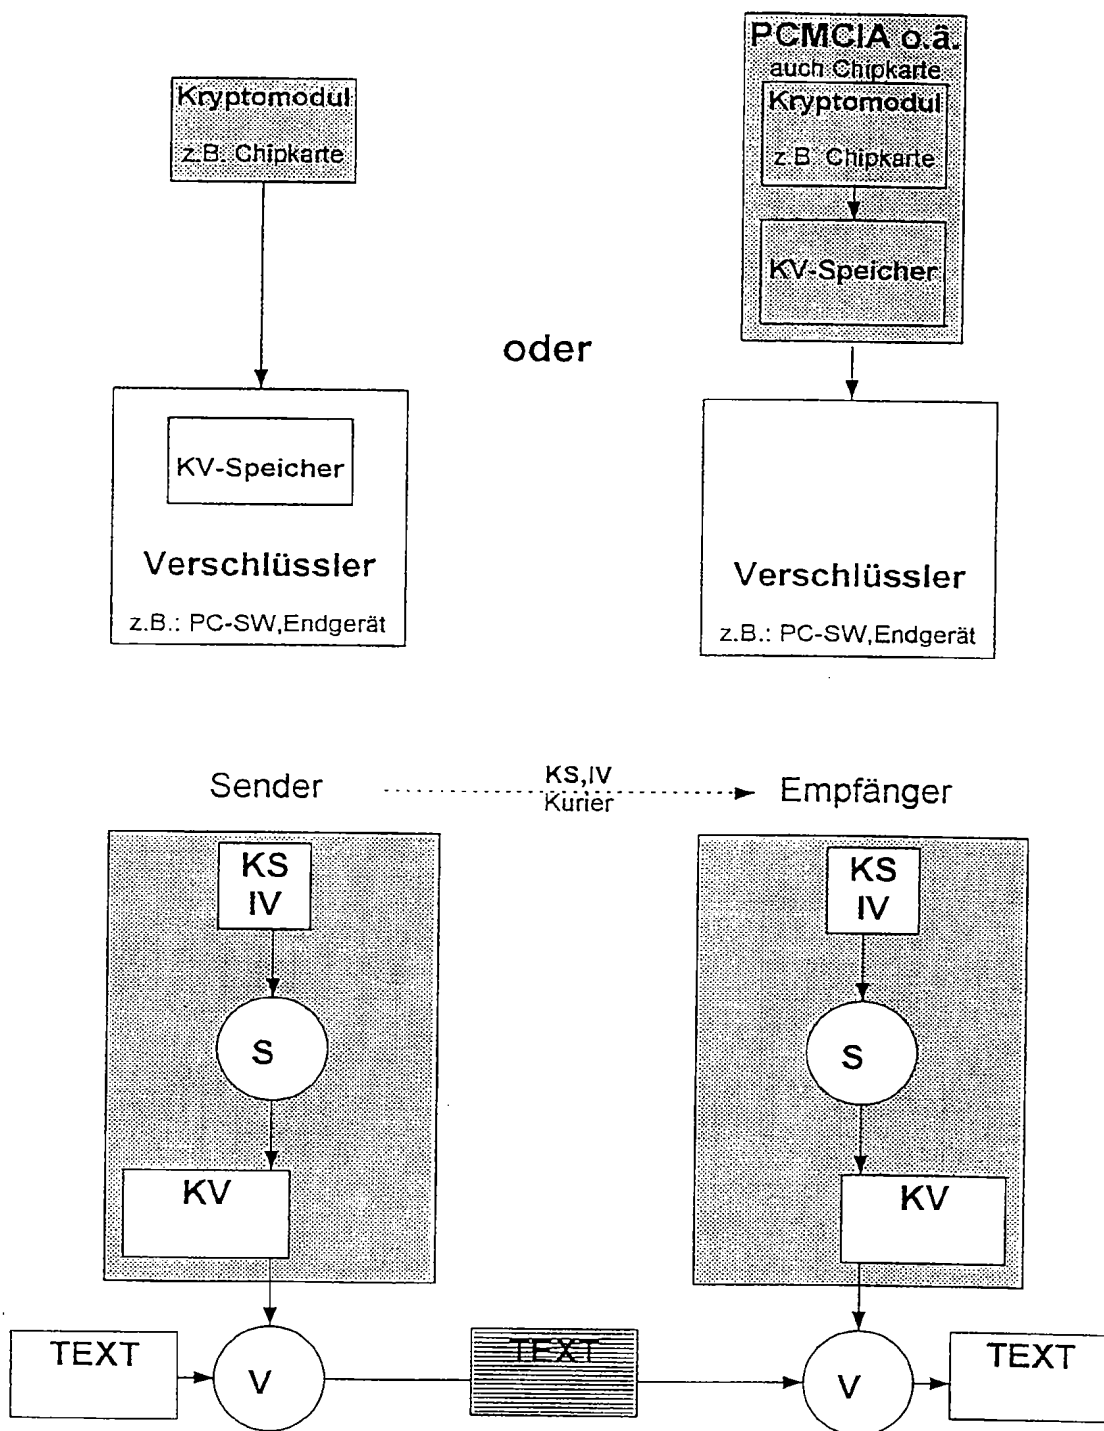 Kryptomodul
z.B. Chipkarte
KV-Speicher
Verschlüssler
z.B.: PC-SW,Endgerät
oder
PCMCIA o.ä.
auch Chipkarte
Kryptomodul
z.B. Chipkarte
KV-Speicher
Verschlüssler
z.B.: PC-SW,Endgerät
Sender
KS,IV
Kurier
Empfänger
KS
IV
S
KV
KS
IV
S
KV
TEXT
V
TEXT
V
TEXT